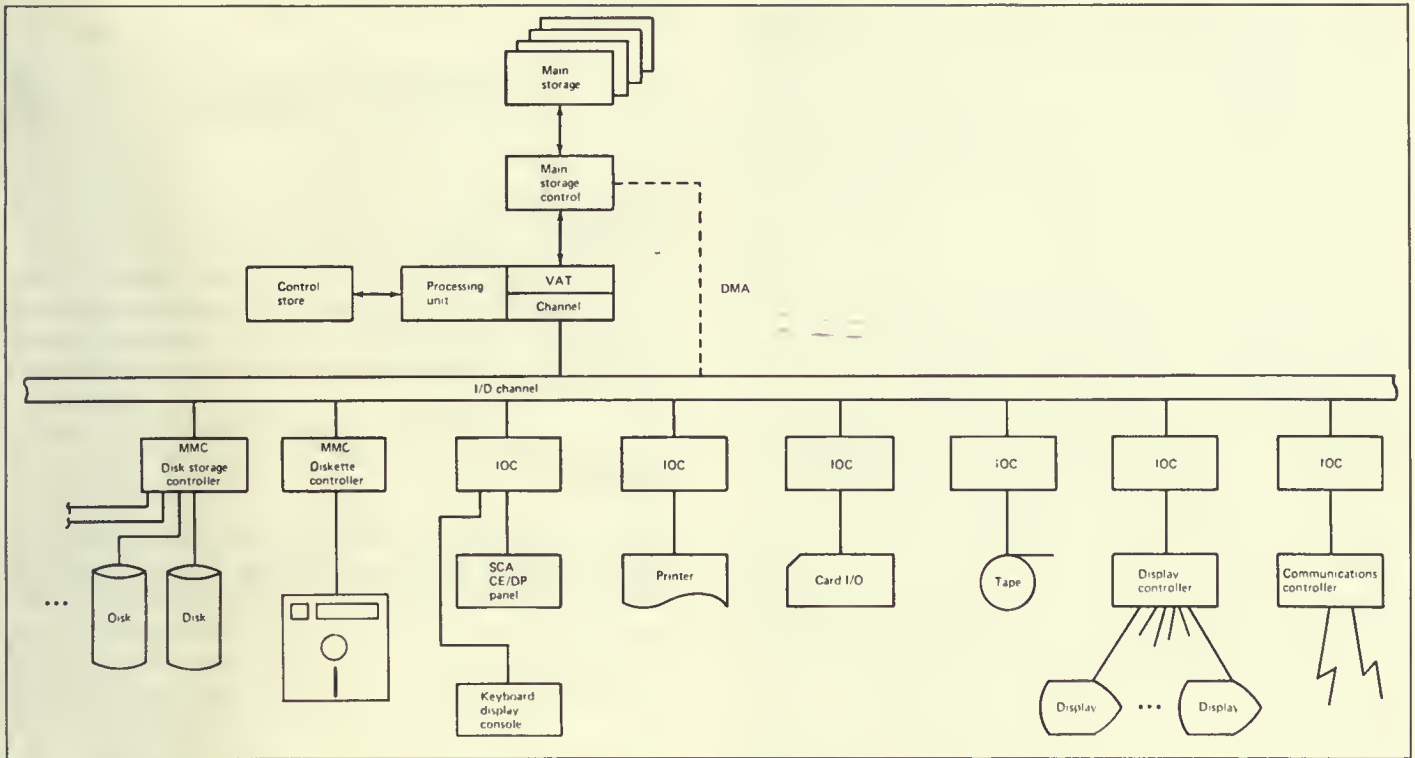 Main
storage
Main
storage
control
DMA
Control
store
Processing
unit
VAT
Channel
I/D channel
MMC
Disk storage
controller
MMC
Diskette
controller
IOC
IOC
IOC
IOC
IOC
IOC
SCA
CE/DP
panel
Printer
Card I/O
Tape
Display
controller
Communications
controller
...
Disk
Disk
Keyboard
display
console
Display
...
Display